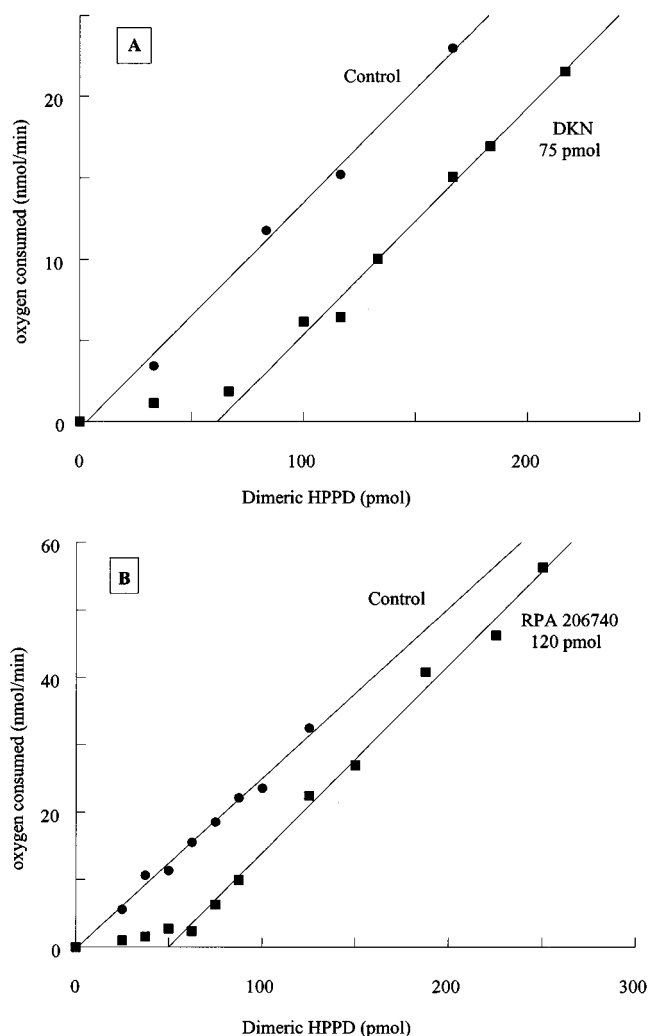 A
Control
DKN
75 pmol
20
10
0
oxygen consumed (nmol/min)
0 100 200
Dimeric HPPD (pmol)
B
60
Control
RPA 206740
120 pmol
40
20
0
oxygen consumed (nmol/min)
0 100 200 300
Dimeric HPPD (pmol)